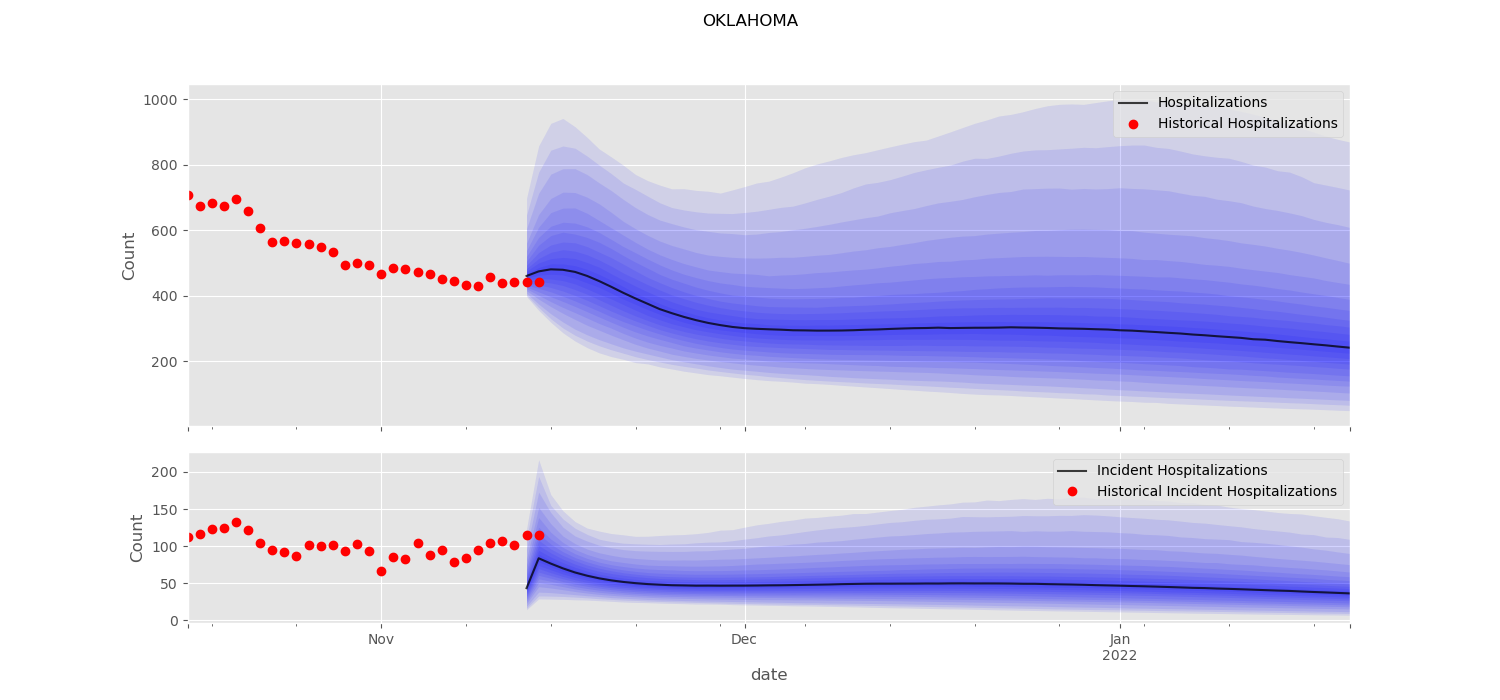 OKLAHOMA
1000
800
600
400
200
Count
Hospitalizations
Historical Hospitalizations
200
150
100
50
0
Count
Incident Hospitalizations
Historical Incident Hospitalizations
Nov
Dec
Jan
2022
date